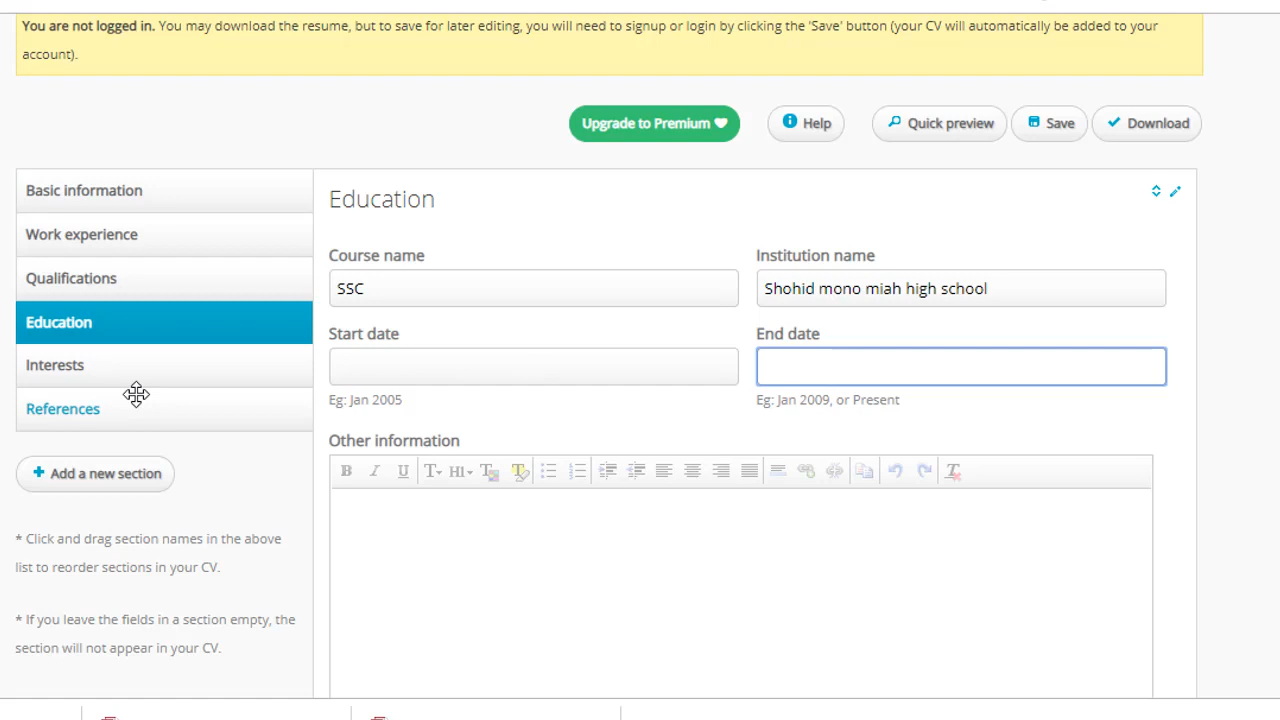 You are not logged in. You may download the resume, but to save for later editing, you will need to signup or login by clicking the 'Save' button (your CV will automatically be added to your
account).
Upgrade to Premium
Help
Quick preview
Save
Download
Basic information
Work experience
Qualifications
Education
Interests
References
Add a new section
* Click and drag section names in the above
list to reorder sections in your CV.
* If you leave the fields in a section empty, the
section will not appear in your CV.
Education
Course name
Institution name
SSC
Shohid mono miah high school
Start date
End date
Eg: Jan 2005
Eg: Jan 2009, or Present
Other information
B I U T H1 T T